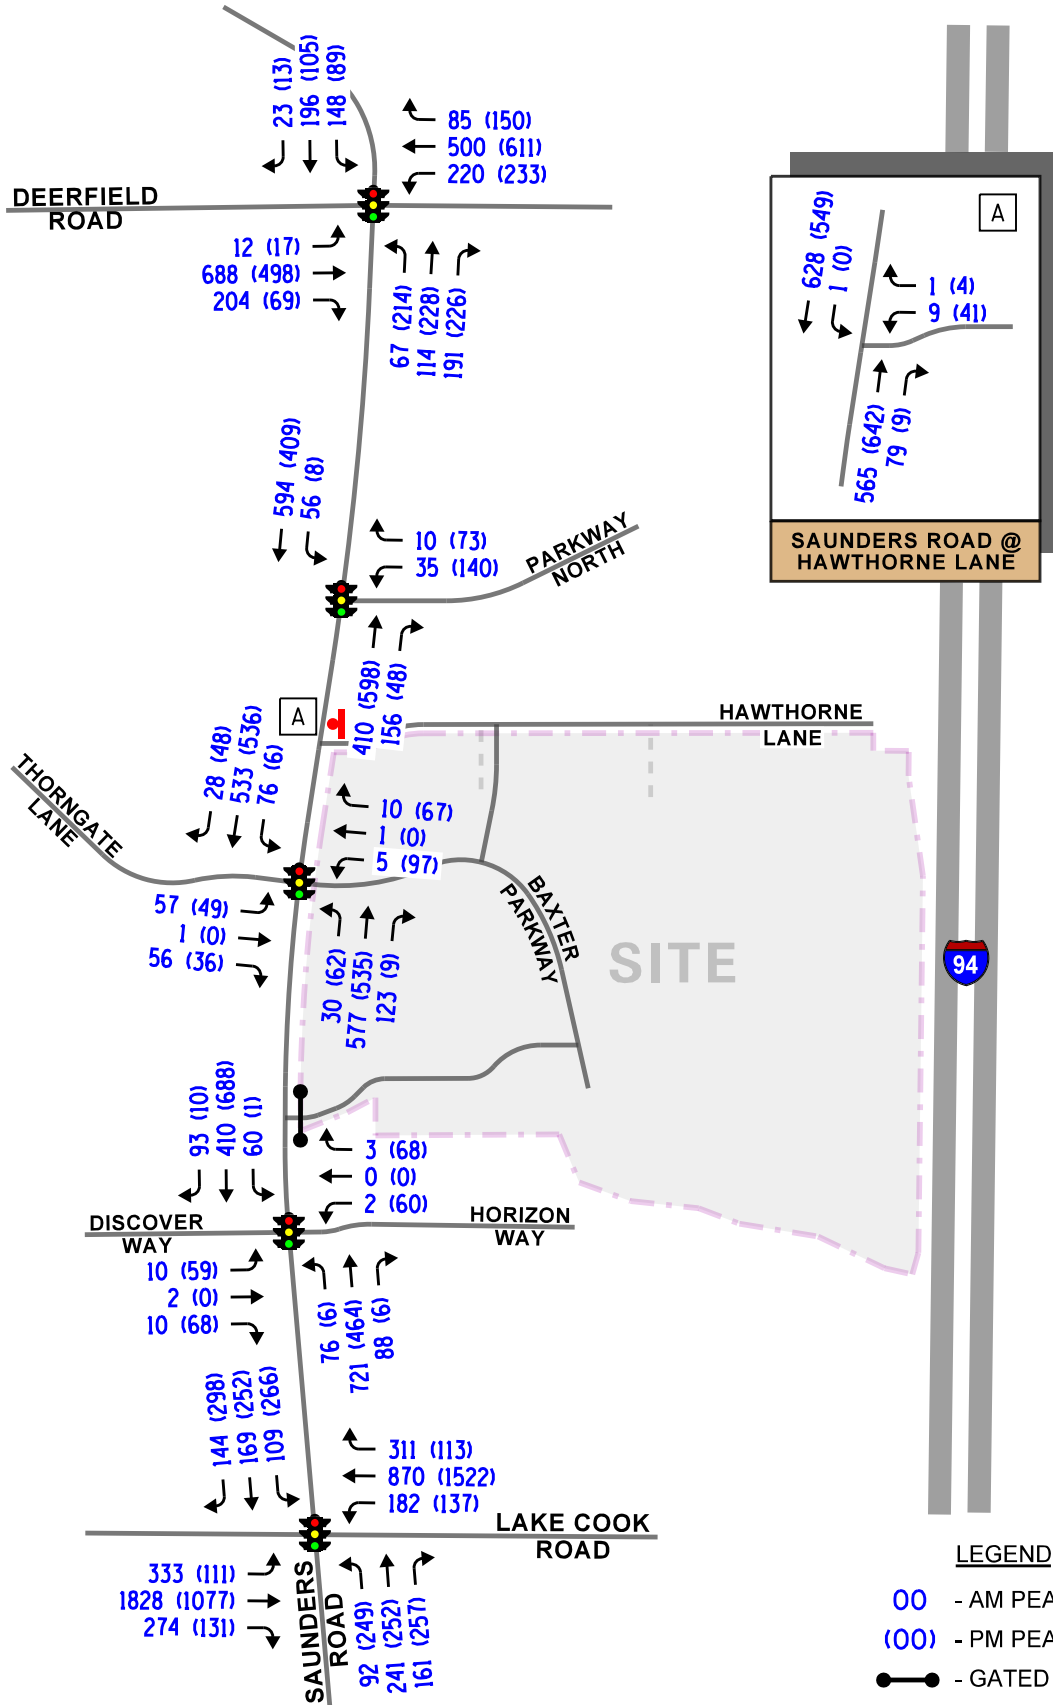 23 (13)
196 (105)
148 (89)
85 (150)
500 (611)
220 (233)
DEERFIELD
ROAD
12 (17)
688 (498)
204 (69)
67 (214)
114 (228)
191 (226)
A
628 (549)
1 (0)
1 (4)
9 (41)
565 (642)
79 (9)
SAUNDERS ROAD @
HAWTHORNE LANE
594 (409)
56 (8)
10 (73)
35 (140)
PARKWAY
NORTH
410 (598)
156 (48)
A
HAWTHORNE
LANE
28 (48)
533 (536)
76 (6)
THORNGATE
LANE
10 (67)
1 (0)
5 (97)
57 (49)
1 (0)
56 (36)
30 (62)
577 (535)
123 (9)
BAXTER
PARKWAY
SITE
94
93 (10)
410 (688)
60 (1)
3 (68)
0 (0)
2 (60)
DISCOVER
WAY
HORIZON
WAY
10 (59)
2 (0)
10 (68)
76 (6)
721 (464)
88 (6)
144 (298)
169 (252)
109 (266)
311 (113)
870 (1522)
182 (137)
LAKE COOK
ROAD
333 (111)
1828 (1077)
274 (131)
SAUNDERS
ROAD
92 (249)
241 (252)
161 (257)
LEGEND
00 - AM PEA
(00) - PM PEA
- GATED